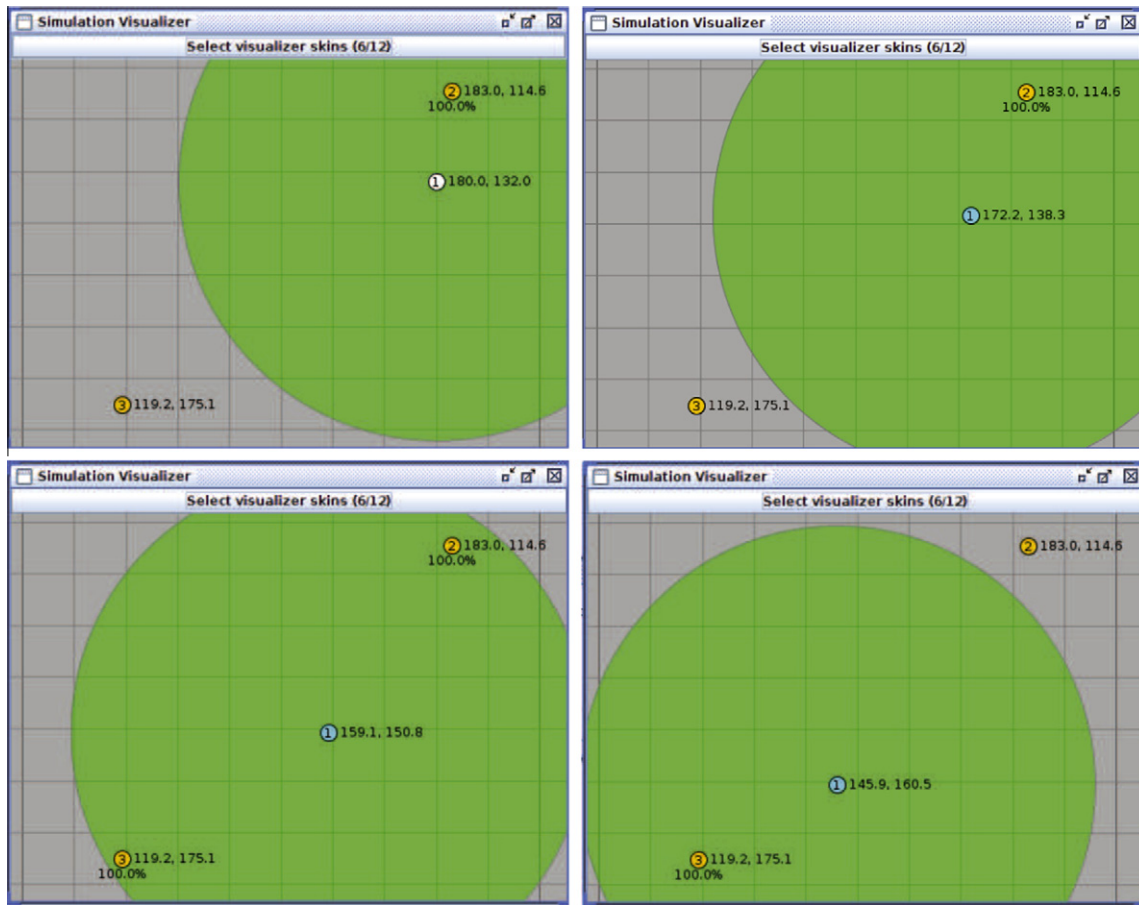 Simulation Visualizer
Select visualizer skins (6/12)
2 183.0, 114.6
100.0%
1 180.0, 132.0
3 119.2, 175.1
Simulation Visualizer
Select visualizer skins (6/12)
2 183.0, 114.6
100.0%
1 172.2, 138.3
3 119.2, 175.1
Simulation Visualizer
Select visualizer skins (6/12)
2 183.0, 114.6
100.0%
1 159.1, 150.8
3 119.2, 175.1
100.0%
Simulation Visualizer
Select visualizer skins (6/12)
2 183.0, 114.6
1 145.9, 160.5
3 119.2, 175.1
100.0%